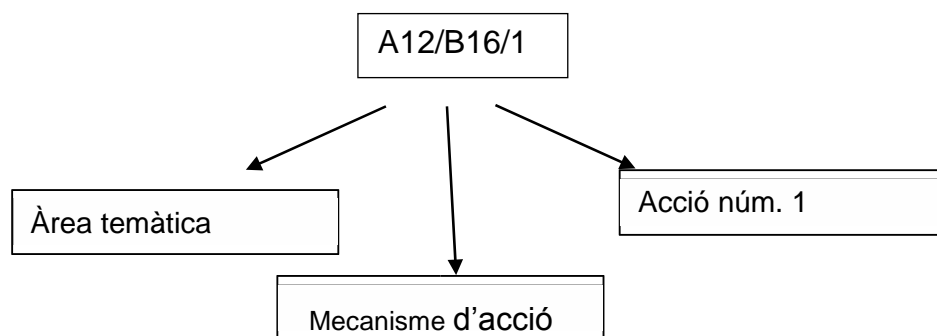 A12/B16/1
Àrea temàtica
Acció núm. 1
Mecanisme d'acció